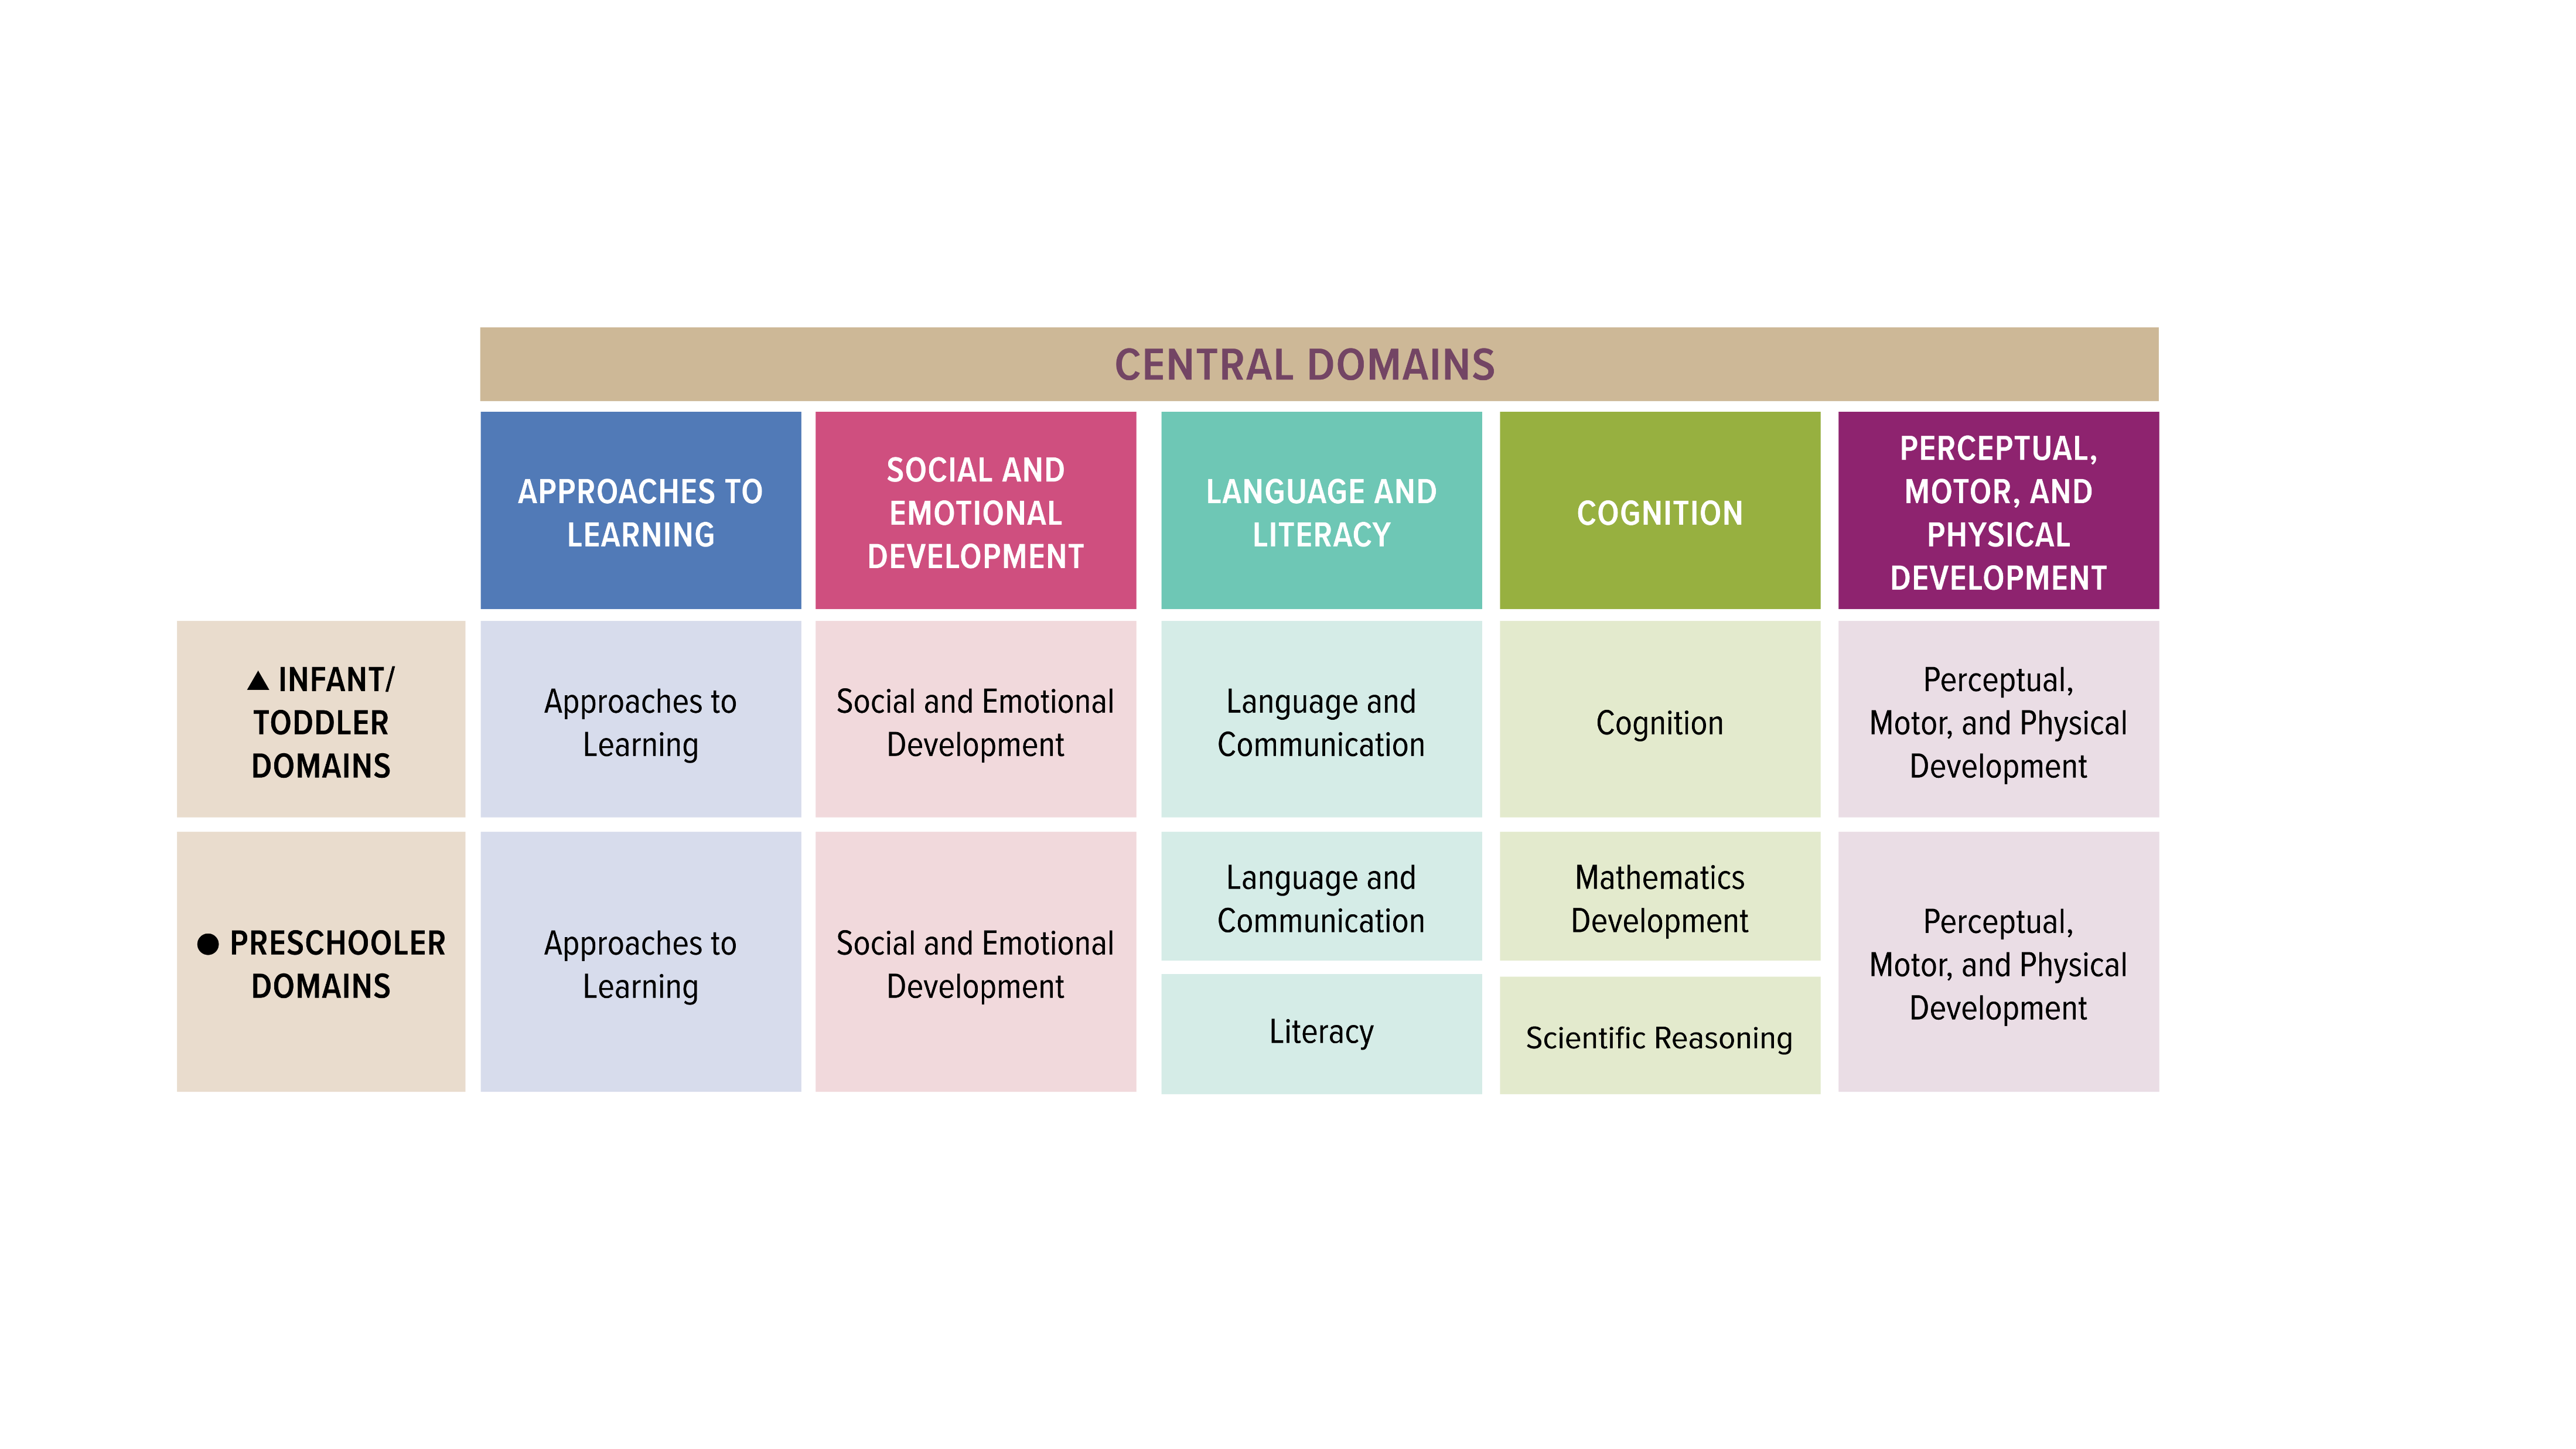 CENTRAL DOMAINS
APPROACHES TO
LEARNING
SOCIAL AND
EMOTIONAL
DEVELOPMENT
LANGUAGE AND
LITERACY
COGNITION
PERCEPTUAL,
MOTOR, AND
PHYSICAL
DEVELOPMENT
▲ INFANT/
TODDLER
DOMAINS
Approaches to
Learning
Social and Emotional
Development
Language and
Communication
Cognition
Perceptual,
Motor, and Physical
Development
● PRESCHOOLER
DOMAINS
Approaches to
Learning
Social and Emotional
Development
Language and
Communication
Literacy
Mathematics
Development
Scientific Reasoning
Perceptual,
Motor, and Physical
Development